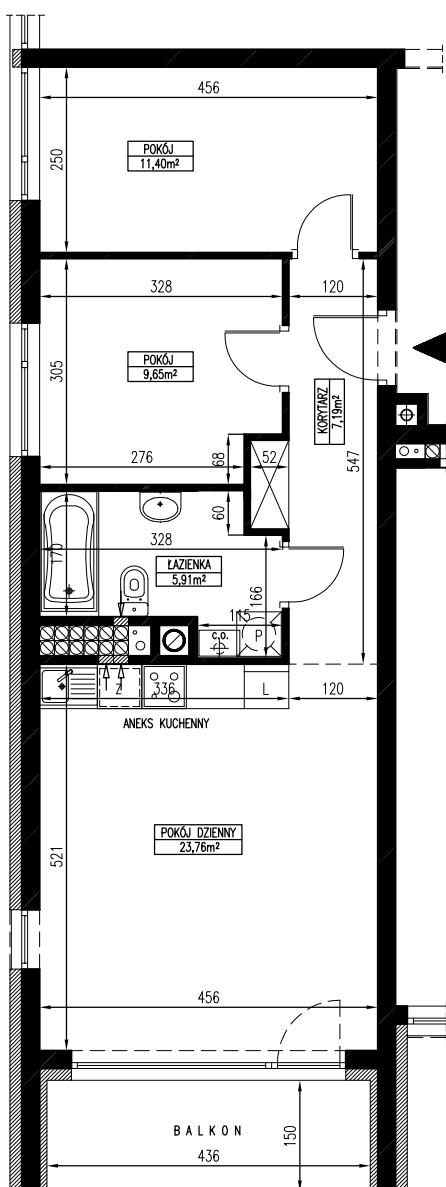 456
250
POKÓJ
11,40m²
328
120
305
POKÓJ
9,65m²
KORYTARZ
7,19m²
547
276
68
52
60
170
328
ŁAZIENKA
5,91m²
166
115
C.O.
P
Z
336
L
120
ANEKS KUCHENNY
521
POKÓJ DZIENNY
23,76m²
456
BALKON
150
436